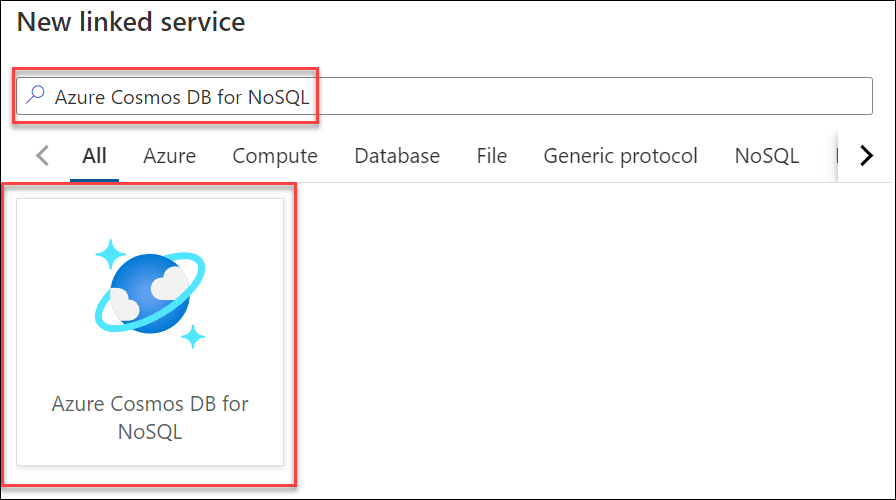 New linked service
Azure Cosmos DB for NoSQL
All Azure Compute Database File Generic protocol NoSQL
Azure Cosmos DB for
NoSQL